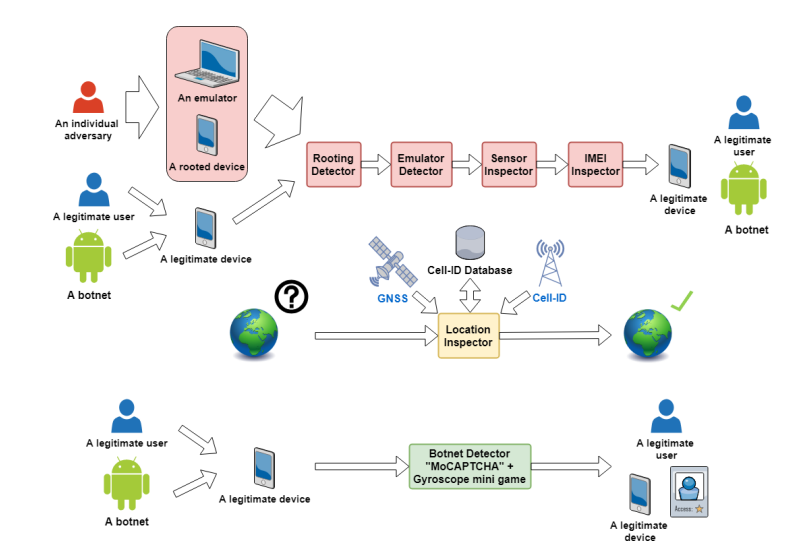 An emulator
An individual
adversary
A rooted device
A legitimate user
A legitimate device
A botnet
Rooting
Detector
Emulator
Detector
Sensor
Inspector
IMEI
Inspector
A legitimate
device
A legitimate
user
A botnet
GNSS
Cell-ID Database
Cell-ID
?
Location
Inspector
A legitimate user
A botnet
A legitimate device
Botnet Detector
"MoCAPTCHA" +
Gyroscope mini game
A legitimate
user
Access:
A legitimate
device